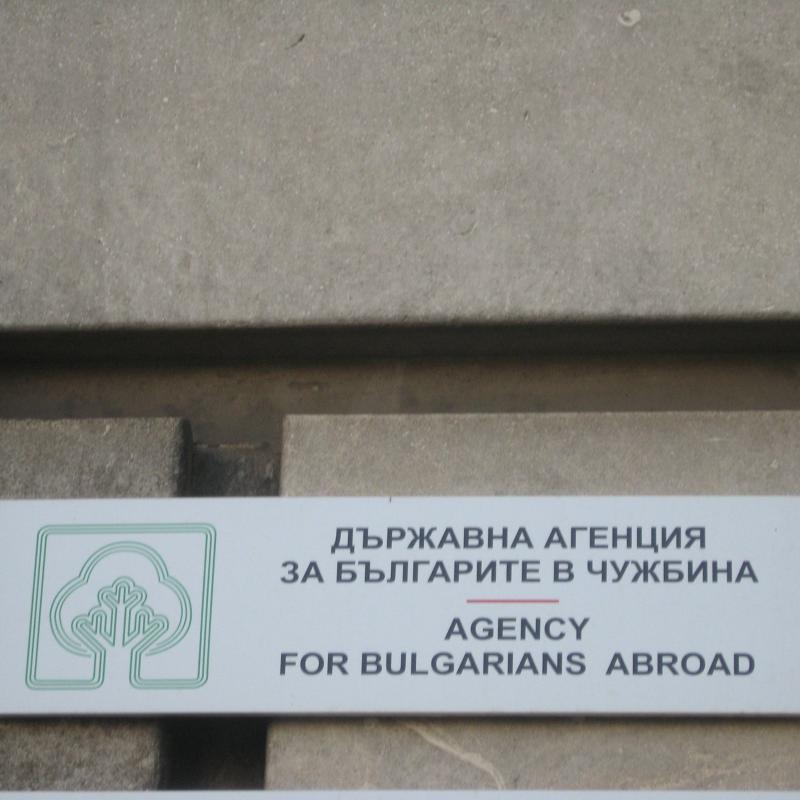 ДЪРЖАВНА АГЕНЦИЯ
ЗА БЪЛГАРИТЕ В ЧУЖБИНА
AGENCY
FOR BULGARIANS ABROAD